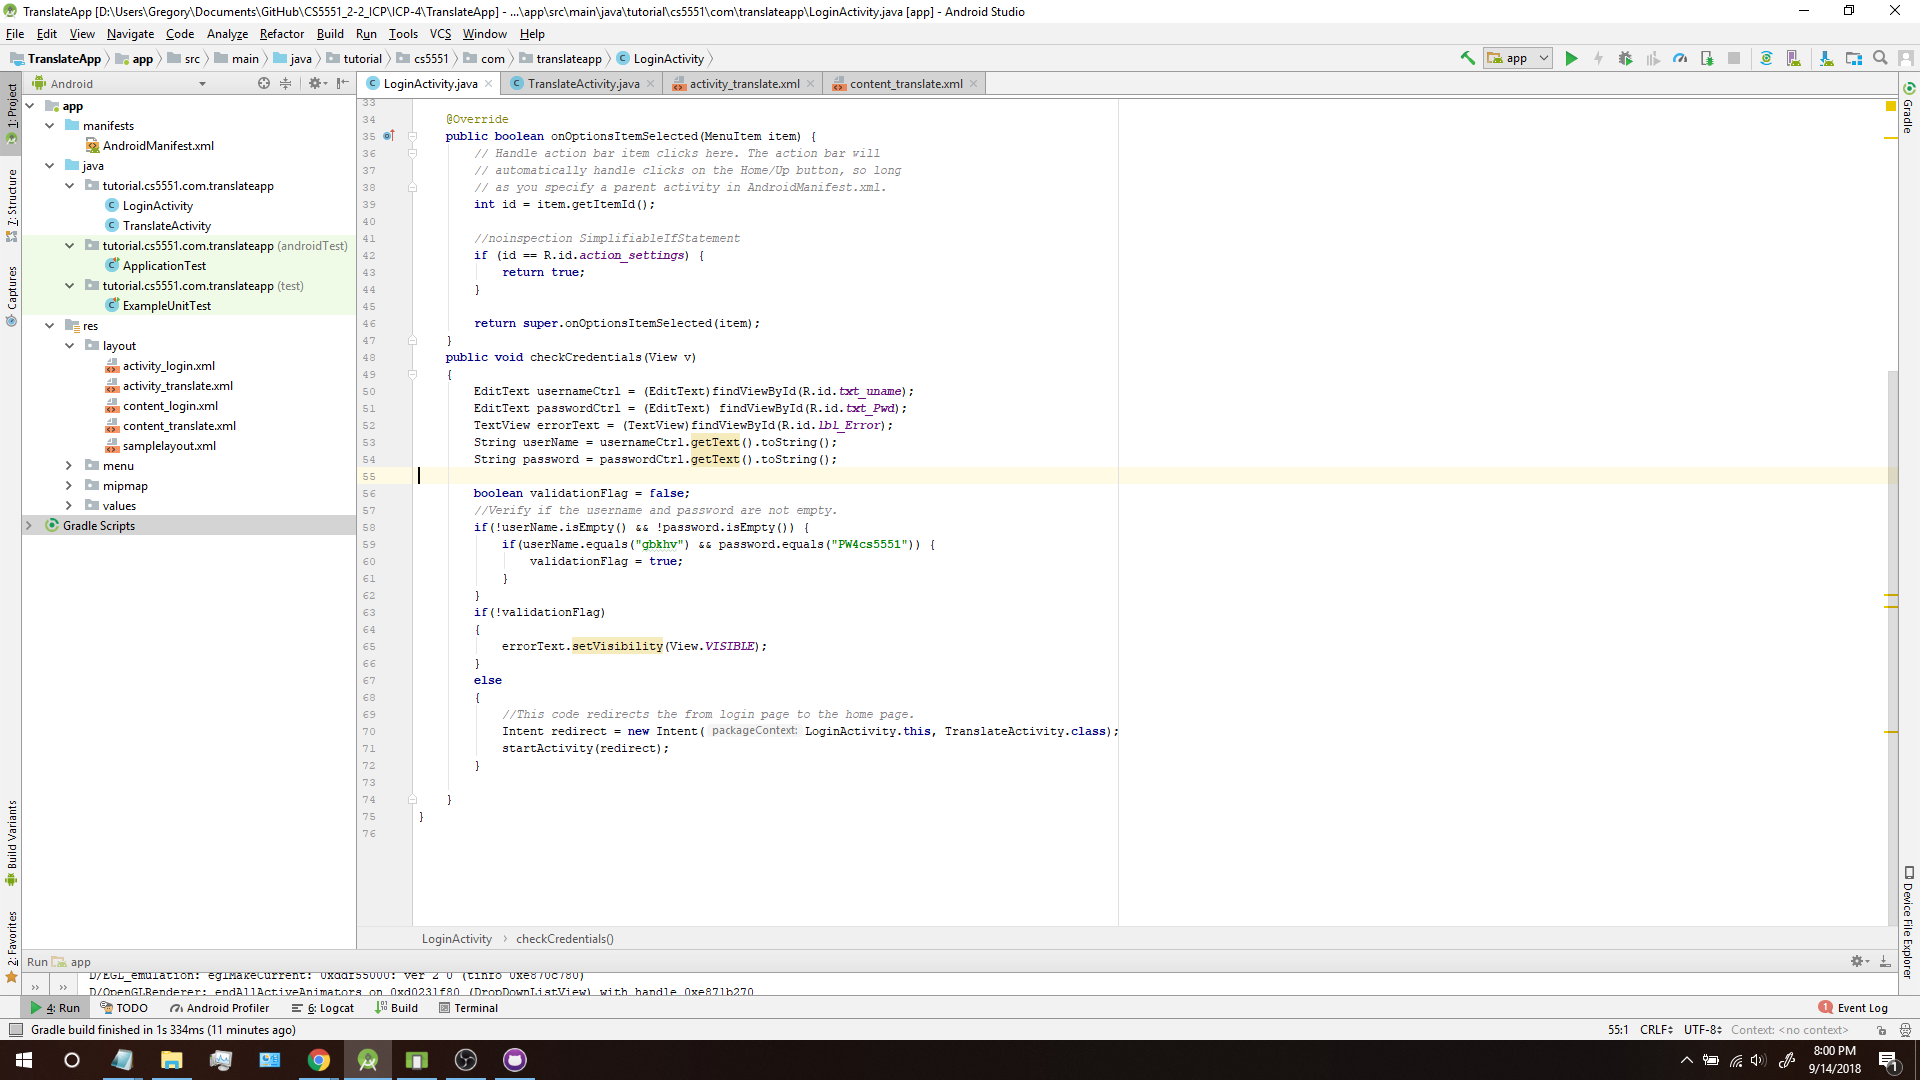 TranslateApp [D:\Users\Gregory\Documents\GitHub\CS5551_2-2_ICP\ICP-4\TranslateApp] - ...\app\src\main\java\tutorial\cs5551\com\translateapp\LoginActivity.java [app] - Android Studio
File Edit View Navigate Code Analyze Refactor Build Run Tools VCS Window Help
TranslateApp app src main java tutorial cs5551 com translateapp LoginActivity app
Android
LoginActivity.java TranslateActivity.java activity_translate.xml content_translate.xml
1: Project
7: Structure
Captures
Build Variants
2: Favorites
app
manifests
AndroidManifest.xml
java
tutorial.cs5551.com.translateapp
LoginActivity
TranslateActivity
tutorial.cs5551.com.translateapp (androidTest)
ApplicationTest
tutorial.cs5551.com.translateapp (test)
ExampleUnitTest
res
layout
activity_login.xml
activity_translate.xml
content_login.xml
content_translate.xml
samplelayout.xml
menu
mipmap
values
Gradle Scripts
33
34 @Override
35 public boolean onOptionsItemSelected(MenuItem item) {
36 // Handle action bar item clicks here. The action bar will
37 // automatically handle clicks on the Home/Up button, so long
38 // as you specify a parent activity in AndroidManifest.xml.
39 int id = item.getItemId();
40
41 //noinspection SimplifiableIfStatement
42 if (id == R.id.action_settings) {
43 return true;
44 }
45
46 return super.onOptionsItemSelected(item);
47 }
48 public void checkCredentials(View v)
49 {
50 EditText usernameCtrl = (EditText)findViewById(R.id.txt_uname);
51 EditText passwordCtrl = (EditText) findViewById(R.id.txt_Pwd);
52 TextView errorText = (TextView)findViewById(R.id.lbl_Error);
53 String userName = usernameCtrl.getText().toString();
54 String password = passwordCtrl.getText().toString();
55
56 boolean validationFlag = false;
57 //Verify if the username and password are not empty.
58 if(!userName.isEmpty() && !password.isEmpty()) {
59 if(userName.equals("gbkhv") && password.equals("PW4cs5551")) {
60 validationFlag = true;
61 }
62 }
63 if(!validationFlag)
64 {
65 errorText.setVisibility(View.VISIBLE);
66 }
67 else
68 {
69 //This code redirects the from login page to the home page.
70 Intent redirect = new Intent( packageContext: LoginActivity.this, TranslateActivity.class);
71 startActivity(redirect);
72 }
73
74 }
75 }
76
LoginActivity checkCredentials()
Gradle
Device File Explorer
Run app
D/EGL_emulation: eglMakeCurrent: 0xddf55000: ver 2 0 (tinfo 0xe870c780)
D/OpenGLRenderer: endAllActiveAnimators on 0xd0231f80 (DropDownListView) with handle 0xe871b270
4: Run TODO Android Profiler 6: Logcat Build Terminal 1 Event Log
Gradle build finished in 1s 334ms (11 minutes ago) 55:1 CRLF UTF-8 Context: <no context>
8:00 PM
9/14/2018
1